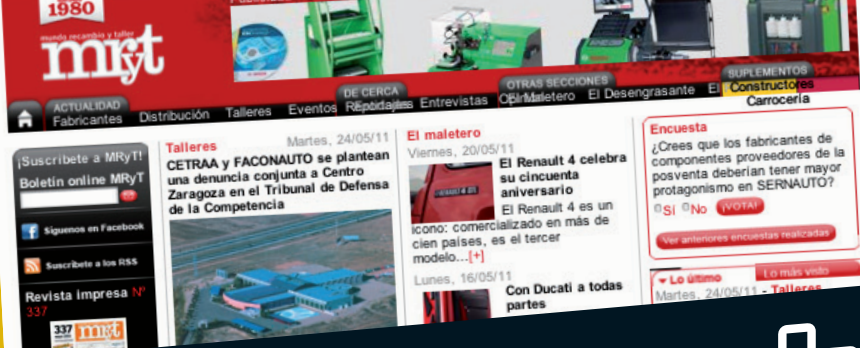 1980
mundo recambio y taller
mryt
ACTUALIDAD
DE CERCA
OTRAS SECCIONES
SUPLEMENTOS
Fabricantes Distribución Talleres Eventos Reportajes Entrevistas Opinión El maletero El Desengrasante El Constructores
Carrocería
¡Suscríbete a MRyT!
Boletín online MRyT
Síguenos en Facebook
Suscríbete a los RSS
Revista impresa Nº
337
337 mryt
Talleres Martes, 24/05/11
CETRAA y FACONAUTO se plantean
una denuncia conjunta a Centro
Zaragoza en el Tribunal de Defensa
de la Competencia
El maletero
Viernes, 20/05/11
El Renault 4 celebra
su cincuenta
aniversario
El Renault 4 es un
icono: comercializado en más de
cien países, es el tercer
modelo...[+]
Lunes, 16/05/11
Con Ducati a todas
partes
Encuesta
¿Crees que los fabricantes de
componentes proveedores de la
posventa deberían tener mayor
protagonismo en SERNAUTO?
Sí No ¡VOTA!
Ver anteriores encuestas realizadas
Lo último Lo más visto
Martes, 24/05/11 - Talleres